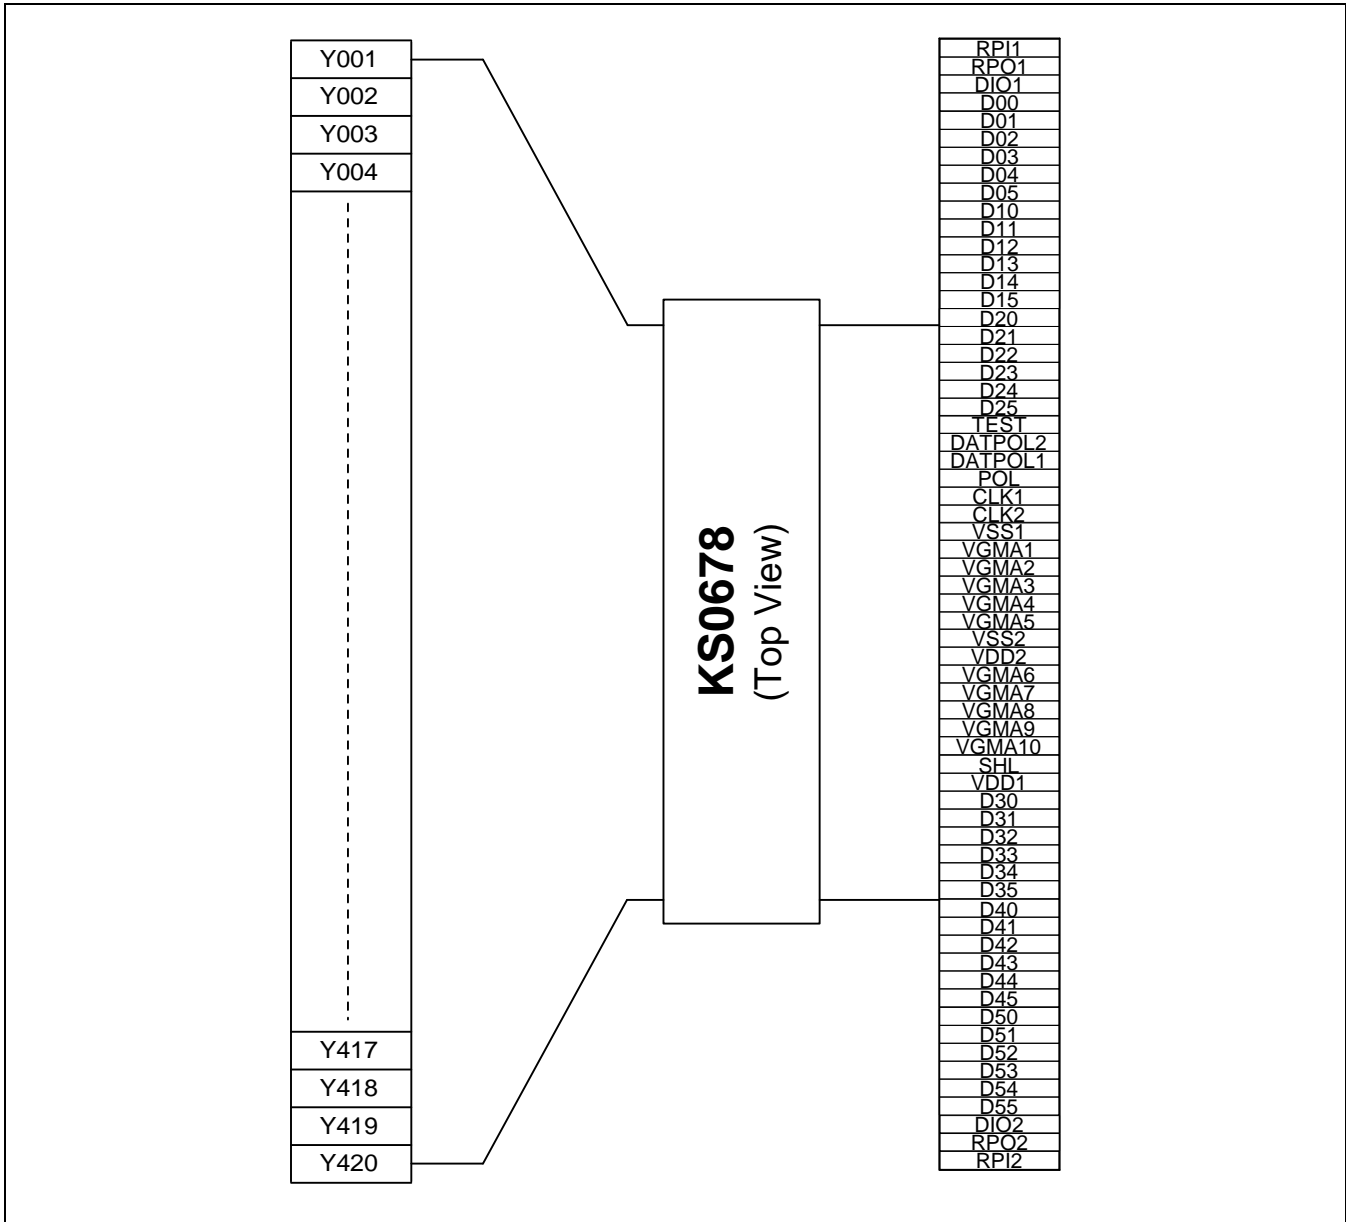 Y001
Y002
Y003
Y004
Y417
Y418
Y419
Y420
KS0678
(Top View)
RPI1
RPO1
DIO1
D00
D01
D02
D03
D04
D05
D10
D11
D12
D13
D14
D15
D20
D21
D22
D23
D24
D25
TEST
DATPOL2
DATPOL1
POL
CLK1
CLK2
VSS1
VGMA1
VGMA2
VGMA3
VGMA4
VGMA5
VSS2
VDD2
VGMA6
VGMA7
VGMA8
VGMA9
VGMA10
SHL
VDD1
D30
D31
D32
D33
D34
D35
D40
D41
D42
D43
D44
D45
D50
D51
D52
D53
D54
D55
DIO2
RPO2
RPI2